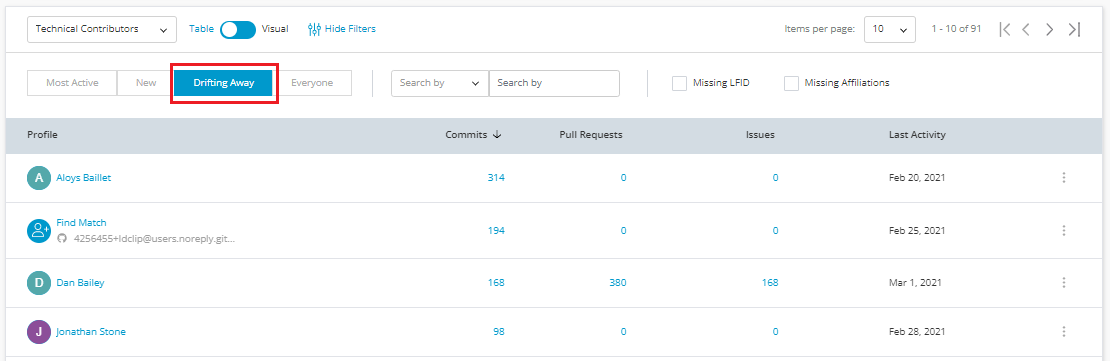 Technical Contributors Table Visual Hide Filters Items per page: 10 1 - 10 of 91
Most Active New Drifting Away Everyone Search by Search by Missing LFID Missing Affiliations
Profile Commits Pull Requests Issues Last Activity
A Aloys Baillet 314 0 0 Feb 20, 2021
Find Match
4256455+ldclip@users.noreply.git... 194 0 0 Feb 25, 2021
D Dan Bailey 168 380 168 Mar 1, 2021
J Jonathan Stone 98 0 0 Feb 28, 2021